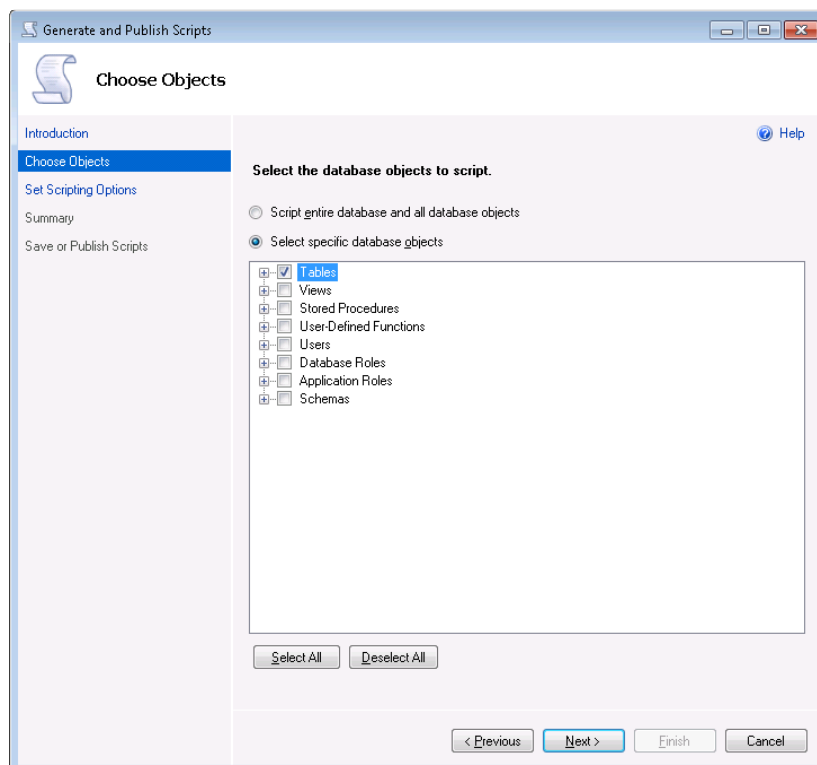 Generate and Publish Scripts
Choose Objects
Introduction
Choose Objects
Set Scripting Options
Summary
Save or Publish Scripts
Help
Select the database objects to script.
Script entire database and all database objects
Select specific database objects
Tables
Views
Stored Procedures
User-Defined Functions
Users
Database Roles
Application Roles
Schemas
Select All
Deselect All
< Previous
Next >
Finish
Cancel